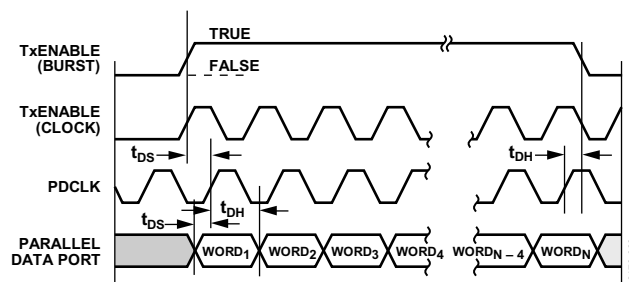 TxENABLE
(BURST)
TRUE
FALSE
TxENABLE
(CLOCK)
tDS
tDH
PDCLK
tDS
tDH
PARALLEL
DATA PORT
WORD1 WORD2 WORD3 WORD4 WORDN – 4 WORDN